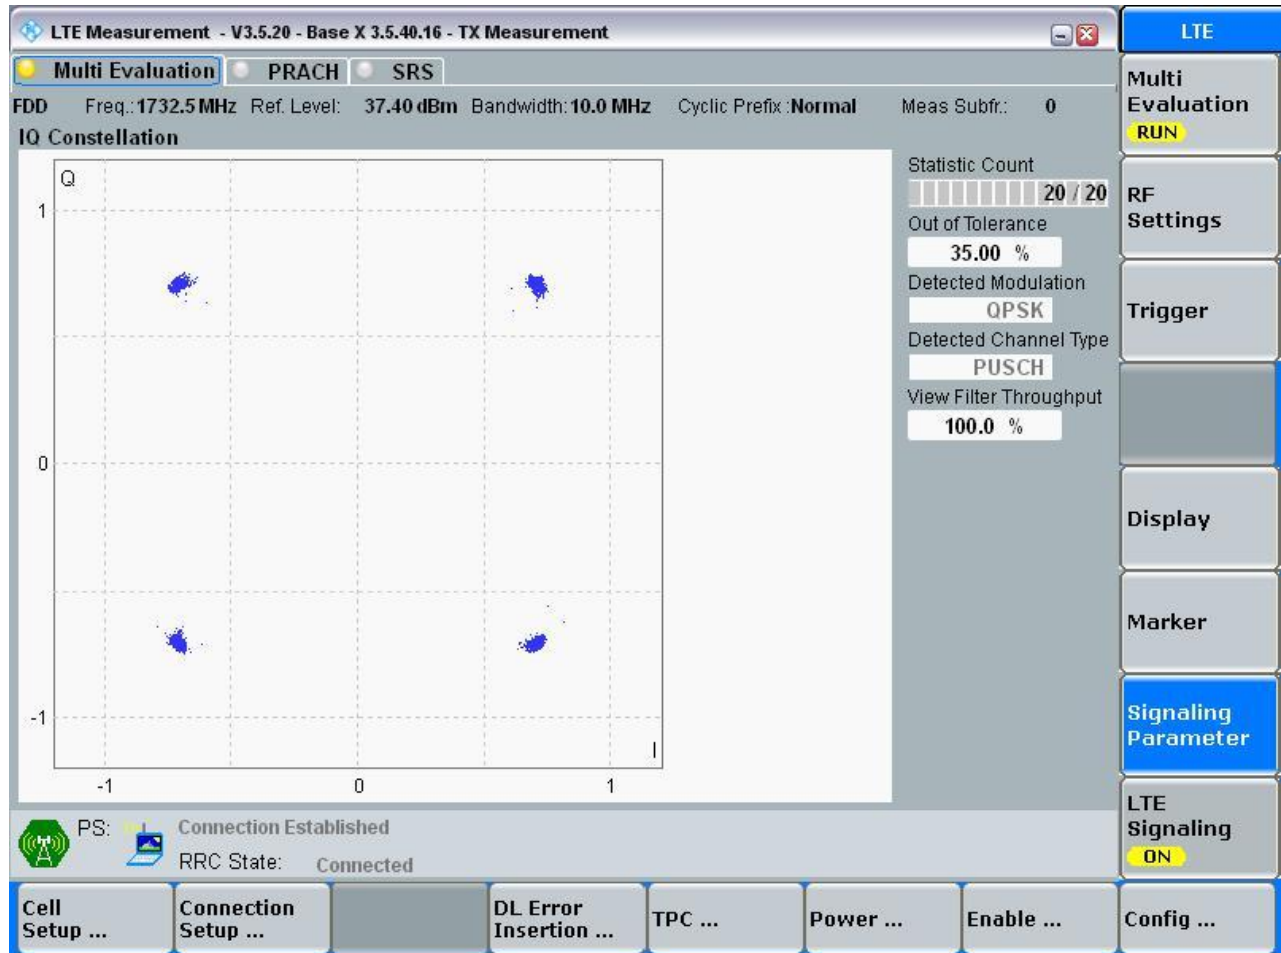 LTE Measurement - V3.5.20 - Base X 3.5.40.16 - TX Measurement
LTE
Multi Evaluation PRACH SRS
FDD Freq.: 1732.5 MHz Ref. Level: 37.40 dBm Bandwidth: 10.0 MHz Cyclic Prefix : Normal Meas Subfr.: 0
IQ Constellation
Q
1
0
-1
-1 0 1
I
Statistic Count
20 / 20
Out of Tolerance
35.00 %
Detected Modulation
QPSK
Detected Channel Type
PUSCH
View Filter Throughput
100.0 %
Multi
Evaluation
RUN
RF
Settings
Trigger
Display
Marker
Signaling
Parameter
LTE
Signaling
ON
PS: Connection Established
RRC State: Connected
Cell
Setup ...
Connection
Setup ...
DL Error
Insertion ...
TPC ...
Power ...
Enable ...
Config ...